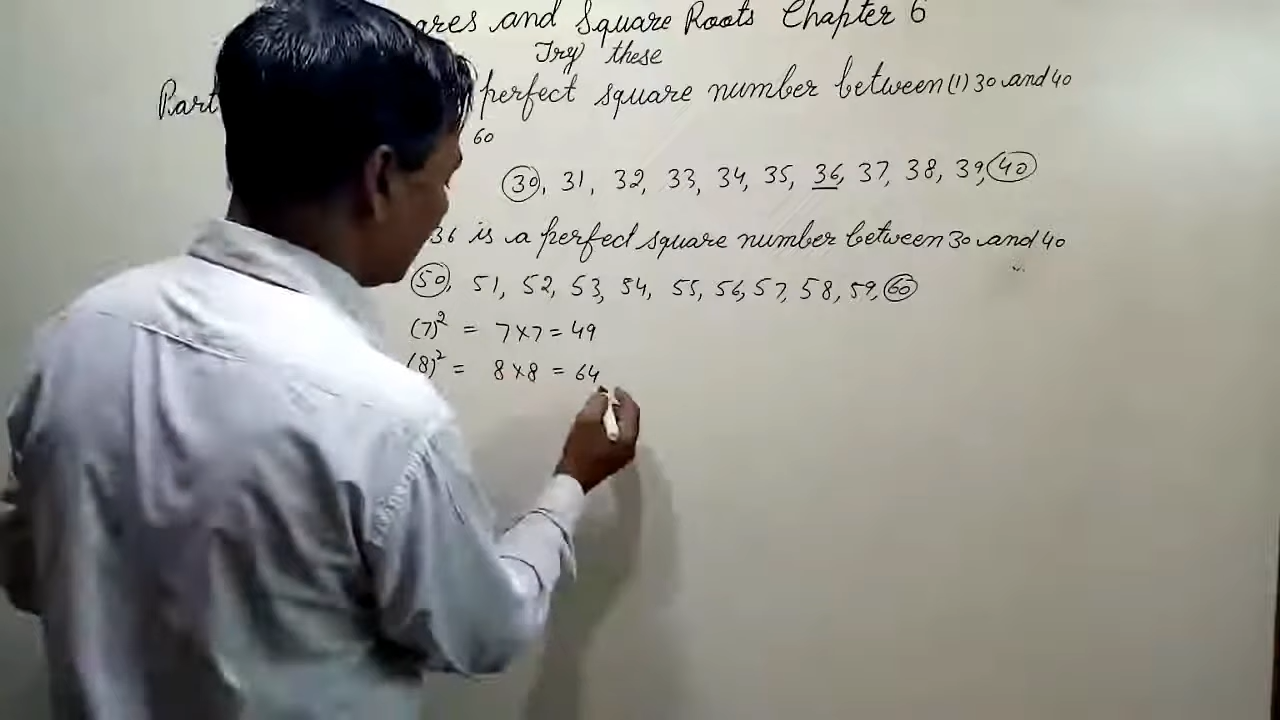 and Square Roots Chapter 6
Try these
Part perfect square number between (1) 30 and 40
60
30, 31, 32, 33, 34, 35, 36, 37, 38, 39, 40
36 is a perfect square number between 30 and 40
50, 51, 52, 53, 54, 55, 56, 57, 58, 59, 60
(7)² = 7×7 = 49
(8)² = 8×8 = 64